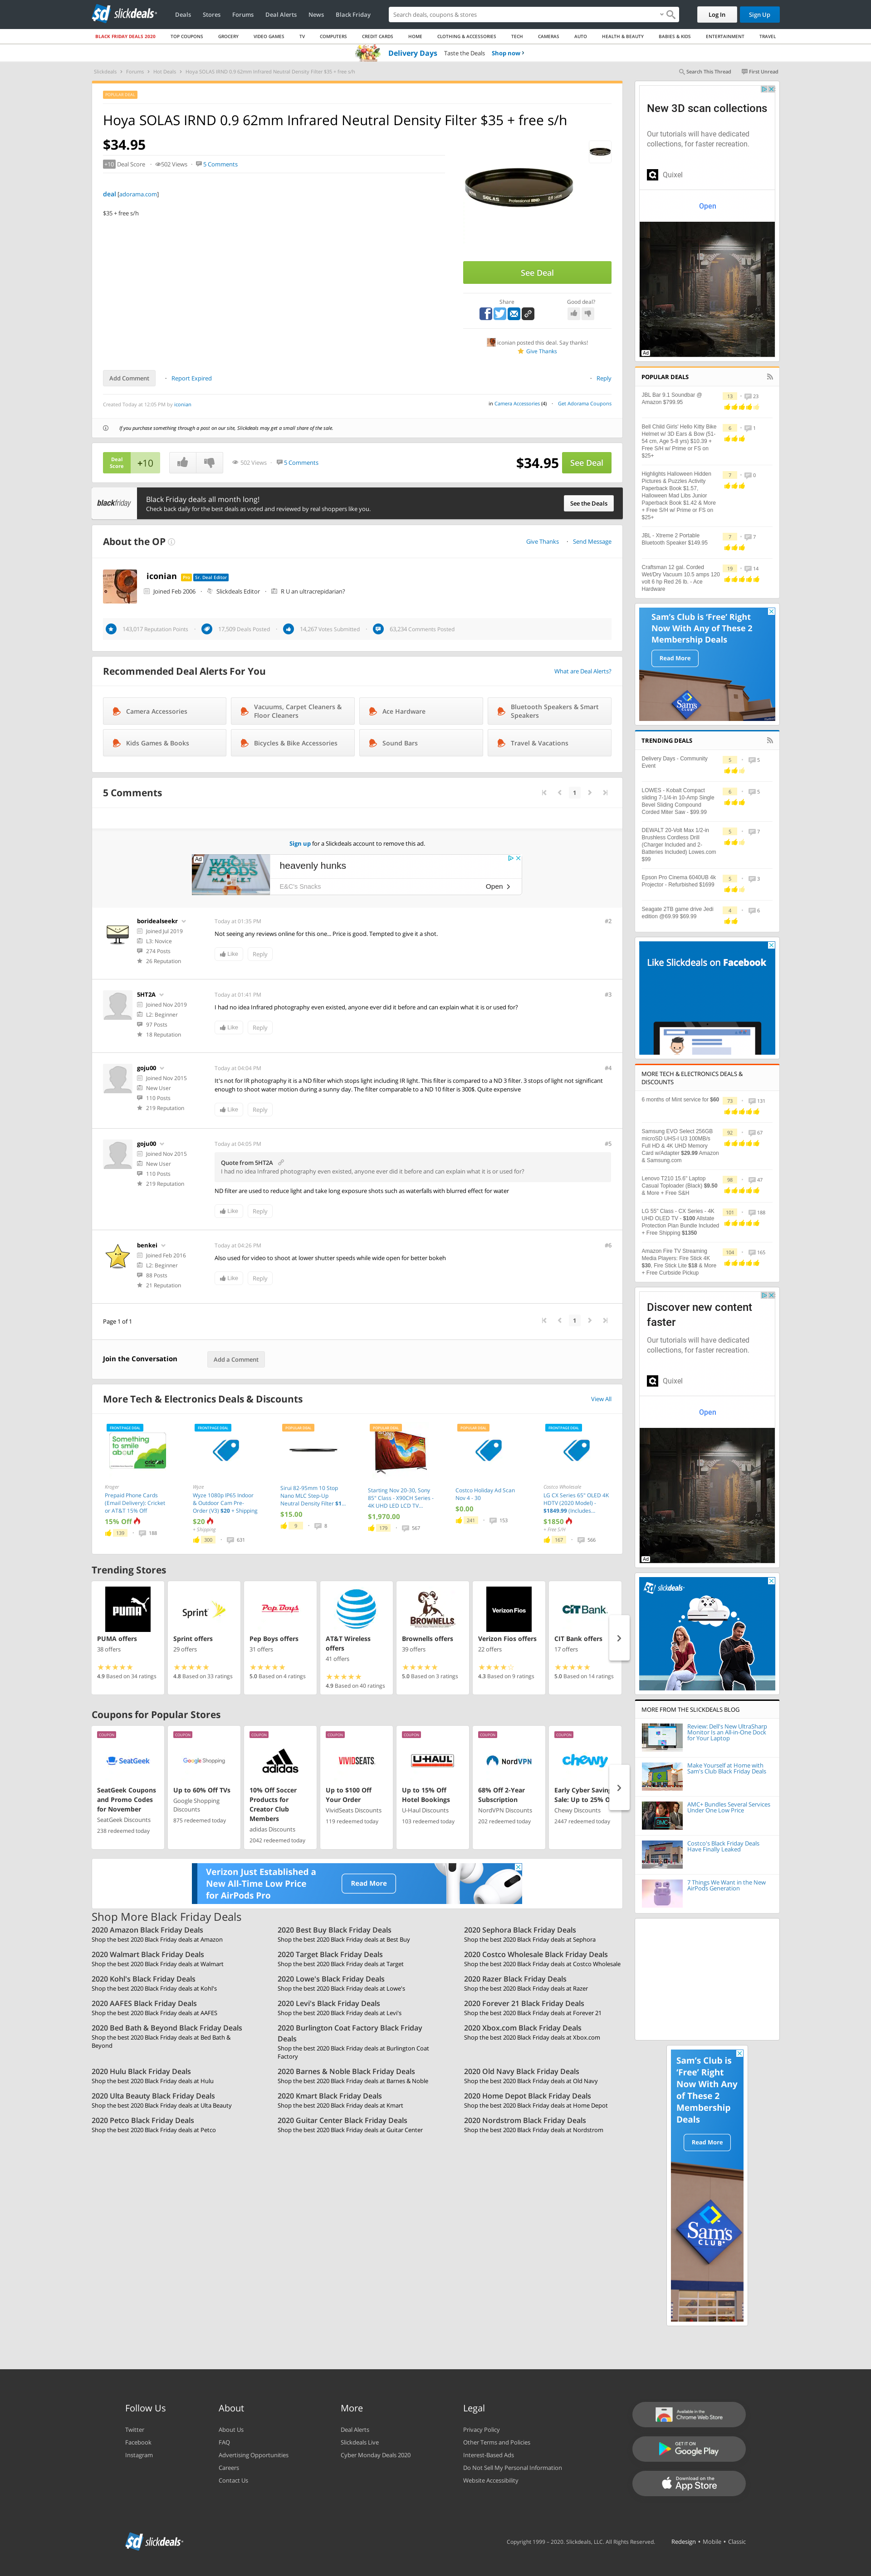 slickdeals
Deals Stores Forums Deal Alerts News Black Friday
Search deals, coupons & stores
Log In Sign Up
BLACK FRIDAY DEALS 2020 TOP COUPONS GROCERY VIDEO GAMES TV COMPUTERS CREDIT CARDS HOME CLOTHING & ACCESSORIES TECH CAMERAS AUTO HEALTH & BEAUTY BABIES & KIDS ENTERTAINMENT TRAVEL
Delivery Days Taste the Deals Shop now
Slickdeals > Forums > Hot Deals > Hoya SOLAS IRND 0.9 62mm Infrared Neutral Density Filter $35 + free s/h
Search This Thread First Unread
POPULAR DEAL
Hoya SOLAS IRND 0.9 62mm Infrared Neutral Density Filter $35 + free s/h
$34.95
+10 Deal Score 502 Views 5 Comments
deal [adorama.com]
$35 + free s/h
See Deal
Share Good deal?
iconian posted this deal. Say thanks!
Give Thanks
Add Comment Report Expired Reply
Created Today at 12:05 PM by iconian
in Camera Accessories (4) Get Adorama Coupons
If you purchase something through a post on our site, Slickdeals may get a small share of the sale.
Deal Score +10
502 Views 5 Comments
$34.95 See Deal
blackfriday
Black Friday deals all month long!
Check back daily for the best deals as voted and reviewed by real shoppers like you.
See the Deals
About the OP
Give Thanks Send Message
iconian Pro Sr. Deal Editor
Joined Feb 2006 Slickdeals Editor R U an ultracrepidarian?
143,017 Reputation Points 17,509 Deals Posted 14,267 Votes Submitted 63,234 Comments Posted
Recommended Deal Alerts For You
What are Deal Alerts?
Camera Accessories
Vacuums, Carpet Cleaners & Floor Cleaners
Ace Hardware
Bluetooth Speakers & Smart Speakers
Kids Games & Books
Bicycles & Bike Accessories
Sound Bars
Travel & Vacations
5 Comments
1
Sign up for a Slickdeals account to remove this ad.
Ad
WHOLE FOODS
heavenly hunks
E&C's Snacks
Open
boridealseekr
Joined Jul 2019
L3: Novice
274 Posts
26 Reputation
Today at 01:35 PM
#2
Not seeing any reviews online for this one... Price is good. Tempted to give it a shot.
Like Reply
5HT2A
Joined Nov 2019
L2: Beginner
97 Posts
18 Reputation
Today at 01:41 PM
#3
I had no idea Infrared photography even existed, anyone ever did it before and can explain what it is or used for?
Like Reply
goju00
Joined Nov 2015
New User
110 Posts
219 Reputation
Today at 04:04 PM
#4
It's not for IR photography it is a ND filter which stops light including IR light. This filter is compared to a ND 3 filter. 3 stops of light not significant
enough to shoot water motion during a sunny day. The filter comparable to a ND 10 filter is 300$. Quite expensive
Like Reply
goju00
Joined Nov 2015
New User
110 Posts
219 Reputation
Today at 04:05 PM
#5
Quote from 5HT2A
I had no idea Infrared photography even existed, anyone ever did it before and can explain what it is or used for?
ND filter are used to reduce light and take long exposure shots such as waterfalls with blurred effect for water
Like Reply
benkei
Joined Feb 2016
L2: Beginner
88 Posts
21 Reputation
Today at 04:26 PM
#6
Also used for video to shoot at lower shutter speeds while wide open for better bokeh
Like Reply
Page 1 of 1
1
Join the Conversation
Add a Comment
More Tech & Electronics Deals & Discounts
View All
FRONTPAGE DEAL
Something to smile about
cricket
Kroger
Prepaid Phone Cards (Email Delivery): Cricket or AT&T 15% Off
15% Off
139 188
FRONTPAGE DEAL
Wyze
Wyze 1080p IP65 Indoor & Outdoor Cam Pre-Order (V3) $20 + Shipping
$20
+ Shipping
300 631
POPULAR DEAL
Sirui 82-95mm 10 Stop Nano MLC Step-Up Neutral Density Filter $1...
$15.00
9 8
POPULAR DEAL
Starting Nov 20-30, Sony 85" Class - X90CH Series - 4K UHD LED LCD TV...
$1,970.00
179 567
POPULAR DEAL
Costco Holiday Ad Scan Nov 4 - 30
$0.00
241 153
FRONTPAGE DEAL
Costco Wholesale
LG CX Series 65" OLED 4K HDTV (2020 Model) - $1849.99 (Includes...
$1850
+ Free S/H
167 566
Trending Stores
PUMA
PUMA offers
38 offers
4.9 Based on 34 ratings
Sprint
Sprint offers
29 offers
4.8 Based on 33 ratings
Pep Boys
Pep Boys offers
31 offers
5.0 Based on 4 ratings
AT&T
AT&T Wireless offers
41 offers
4.9 Based on 40 ratings
BROWNELLS
Brownells offers
39 offers
5.0 Based on 3 ratings
Verizon Fios
Verizon Fios offers
22 offers
4.3 Based on 9 ratings
CIT Bank
CIT Bank offers
17 offers
5.0 Based on 14 ratings
Coupons for Popular Stores
COUPON
SeatGeek
SeatGeek Coupons and Promo Codes for November
SeatGeek Discounts
238 redeemed today
COUPON
Google Shopping
Up to 60% Off TVs
Google Shopping Discounts
875 redeemed today
COUPON
adidas
10% Off Soccer Products for Creator Club Members
adidas Discounts
2042 redeemed today
COUPON
VIVIDSEATS
Up to $100 Off Your Order
VividSeats Discounts
119 redeemed today
COUPON
U-HAUL
Up to 15% Off Hotel Bookings
U-Haul Discounts
103 redeemed today
COUPON
NordVPN
68% Off 2-Year Subscription
NordVPN Discounts
202 redeemed today
COUPON
chewy
Early Cyber Saving Sale: Up to 25% O
Chewy Discounts
2447 redeemed today
Verizon Just Established a
New All-Time Low Price
for AirPods Pro
Read More
Shop More Black Friday Deals
2020 Amazon Black Friday Deals
Shop the best 2020 Black Friday deals at Amazon
2020 Best Buy Black Friday Deals
Shop the best 2020 Black Friday deals at Best Buy
2020 Sephora Black Friday Deals
Shop the best 2020 Black Friday deals at Sephora
2020 Walmart Black Friday Deals
Shop the best 2020 Black Friday deals at Walmart
2020 Target Black Friday Deals
Shop the best 2020 Black Friday deals at Target
2020 Costco Wholesale Black Friday Deals
Shop the best 2020 Black Friday deals at Costco Wholesale
2020 Kohl's Black Friday Deals
Shop the best 2020 Black Friday deals at Kohl's
2020 Lowe's Black Friday Deals
Shop the best 2020 Black Friday deals at Lowe's
2020 Razer Black Friday Deals
Shop the best 2020 Black Friday deals at Razer
2020 AAFES Black Friday Deals
Shop the best 2020 Black Friday deals at AAFES
2020 Levi's Black Friday Deals
Shop the best 2020 Black Friday deals at Levi's
2020 Forever 21 Black Friday Deals
Shop the best 2020 Black Friday deals at Forever 21
2020 Bed Bath & Beyond Black Friday Deals
Shop the best 2020 Black Friday deals at Bed Bath & Beyond
2020 Burlington Coat Factory Black Friday Deals
Shop the best 2020 Black Friday deals at Burlington Coat Factory
2020 Xbox.com Black Friday Deals
Shop the best 2020 Black Friday deals at Xbox.com
2020 Hulu Black Friday Deals
Shop the best 2020 Black Friday deals at Hulu
2020 Barnes & Noble Black Friday Deals
Shop the best 2020 Black Friday deals at Barnes & Noble
2020 Old Navy Black Friday Deals
Shop the best 2020 Black Friday deals at Old Navy
2020 Ulta Beauty Black Friday Deals
Shop the best 2020 Black Friday deals at Ulta Beauty
2020 Kmart Black Friday Deals
Shop the best 2020 Black Friday deals at Kmart
2020 Home Depot Black Friday Deals
Shop the best 2020 Black Friday deals at Home Depot
2020 Petco Black Friday Deals
Shop the best 2020 Black Friday deals at Petco
2020 Guitar Center Black Friday Deals
Shop the best 2020 Black Friday deals at Guitar Center
2020 Nordstrom Black Friday Deals
Shop the best 2020 Black Friday deals at Nordstrom
New 3D scan collections
Our tutorials will have dedicated
collections, for faster recreation.
Quixel
Open
Ad
POPULAR DEALS
JBL Bar 9.1 Soundbar @ Amazon $799.95
13 23
Bell Child Girls' Hello Kitty Bike Helmet w/ 3D Ears & Bow (51-54 cm, Age 5-8 yrs) $10.39 + Free S/H w/ Prime or FS on $25+
6 1
Highlights Halloween Hidden Pictures & Puzzles Activity Paperback Book $1.57, Halloween Mad Libs Junior Paperback Book $1.42 & More + Free S/H w/ Prime or FS on $25+
7 0
JBL - Xtreme 2 Portable Bluetooth Speaker $149.95
7 7
Craftsman 12 gal. Corded Wet/Dry Vacuum 10.5 amps 120 volt 6 hp Red 26 lb. - Ace Hardware
19 14
Sam's Club is 'Free' Right
Now With Any of These 2
Membership Deals
Read More
Sam's
TRENDING DEALS
Delivery Days - Community Event
5 5
LOWES - Kobalt Compact sliding 7-1/4-in 10-Amp Single Bevel Sliding Compound Corded Miter Saw - $99.99
6 5
DEWALT 20-Volt Max 1/2-in Brushless Cordless Drill (Charger Included and 2-Batteries Included) Lowes.com $99
5 7
Epson Pro Cinema 6040UB 4k Projector - Refurbished $1699
5 3
Seagate 2TB game drive Jedi edition @69.99 $69.99
4 6
Like Slickdeals on Facebook
MORE TECH & ELECTRONICS DEALS & DISCOUNTS
6 months of Mint service for $60
73 131
Samsung EVO Select 256GB microSD UHS-I U3 100MB/s Full HD & 4K UHD Memory Card w/Adapter $29.99 Amazon & Samsung.com
92 67
Lenovo T210 15.6" Laptop Casual Toploader (Black) $9.50 & More + Free S&H
98 47
LG 55" Class - CX Series - 4K UHD OLED TV - $100 Allstate Protection Plan Bundle Included + Free Shipping $1350
101 188
Amazon Fire TV Streaming Media Players: Fire Stick 4K $30, Fire Stick Lite $18 & More + Free Curbside Pickup
104 165
Discover new content
faster
Our tutorials will have dedicated
collections, for faster recreation.
Quixel
Open
Ad
slickdeals
MORE FROM THE SLICKDEALS BLOG
Review: Dell's New UltraSharp Monitor Is an All-in-One Dock for Your Laptop
Make Yourself at Home with Sam's Club Black Friday Deals
AMC+ Bundles Several Services Under One Low Price
Costco's Black Friday Deals Have Finally Leaked
7 Things We Want in the New AirPods Generation
Sam's Club is
'Free' Right
Now With Any
of These 2
Membership
Deals
Read More
Sam's
CLUB
Follow Us
Twitter
Facebook
Instagram
About
About Us
FAQ
Advertising Opportunities
Careers
Contact Us
More
Deal Alerts
Slickdeals Live
Cyber Monday Deals 2020
Legal
Privacy Policy
Other Terms and Policies
Interest-Based Ads
Do Not Sell My Personal Information
Website Accessibility
Available in the Chrome Web Store
GET IT ON Google Play
Download on the App Store
slickdeals
Copyright 1999 - 2020. Slickdeals, LLC. All Rights Reserved. Redesign • Mobile • Classic